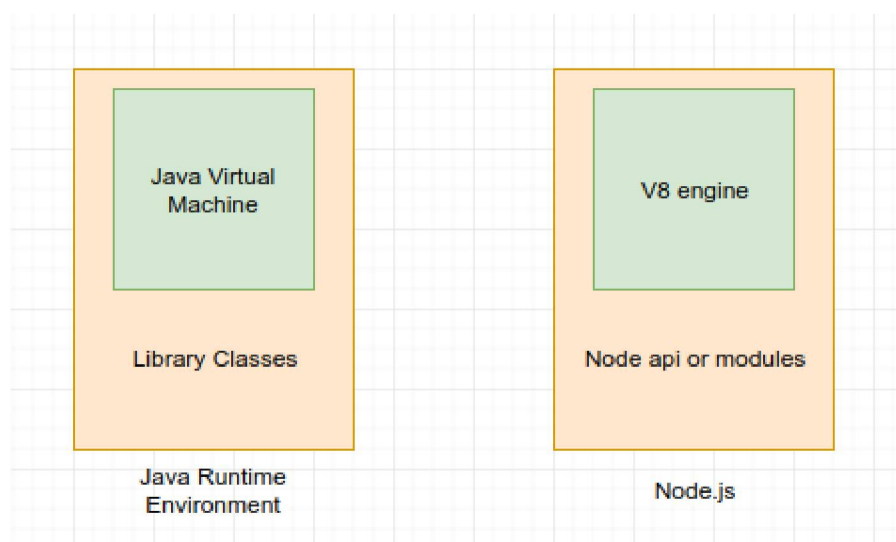 Java Virtual
Machine
Library Classes
Java Runtime
Environment
V8 engine
Node api or modules
Node.js